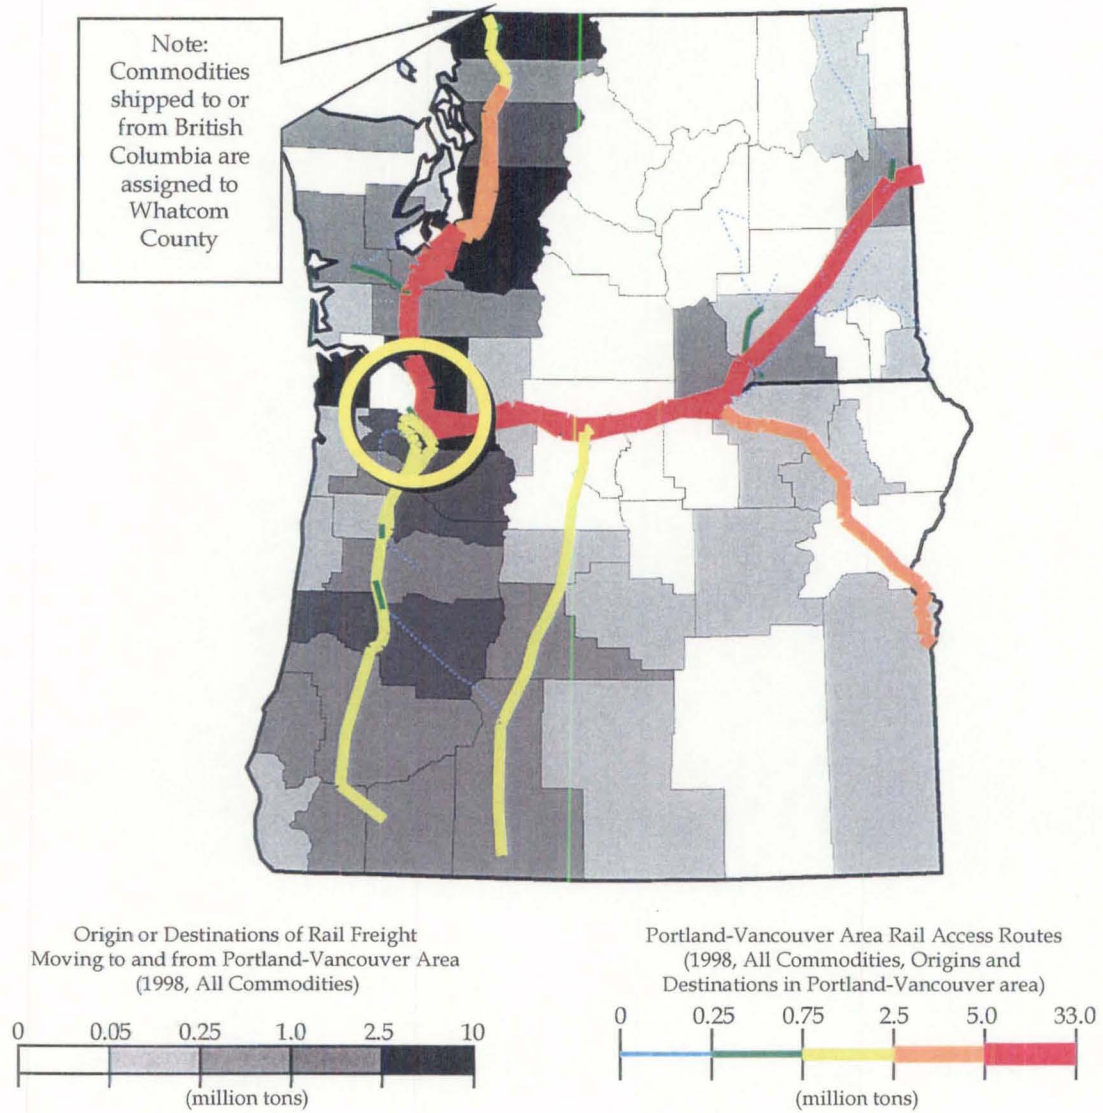 Note:
Commodities
shipped to or
from British
Columbia are
assigned to
Whatcom
County
Origin or Destinations of Rail Freight
Moving to and from Portland-Vancouver Area
(1998, All Commodities)
0 0.05 0.25 1.0 2.5 10
(million tons)
Portland-Vancouver Area Rail Access Routes
(1998, All Commodities, Origins and
Destinations in Portland-Vancouver area)
0 0.25 0.75 2.5 5.0 33.0
(million tons)